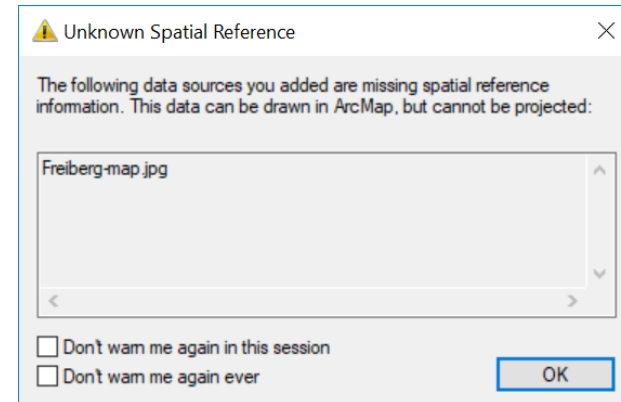 Unknown Spatial Reference
The following data sources you added are missing spatial reference
information. This data can be drawn in ArcMap, but cannot be projected:
Freiberg-map.jpg
Don't warn me again in this session
Don't warn me again ever
OK